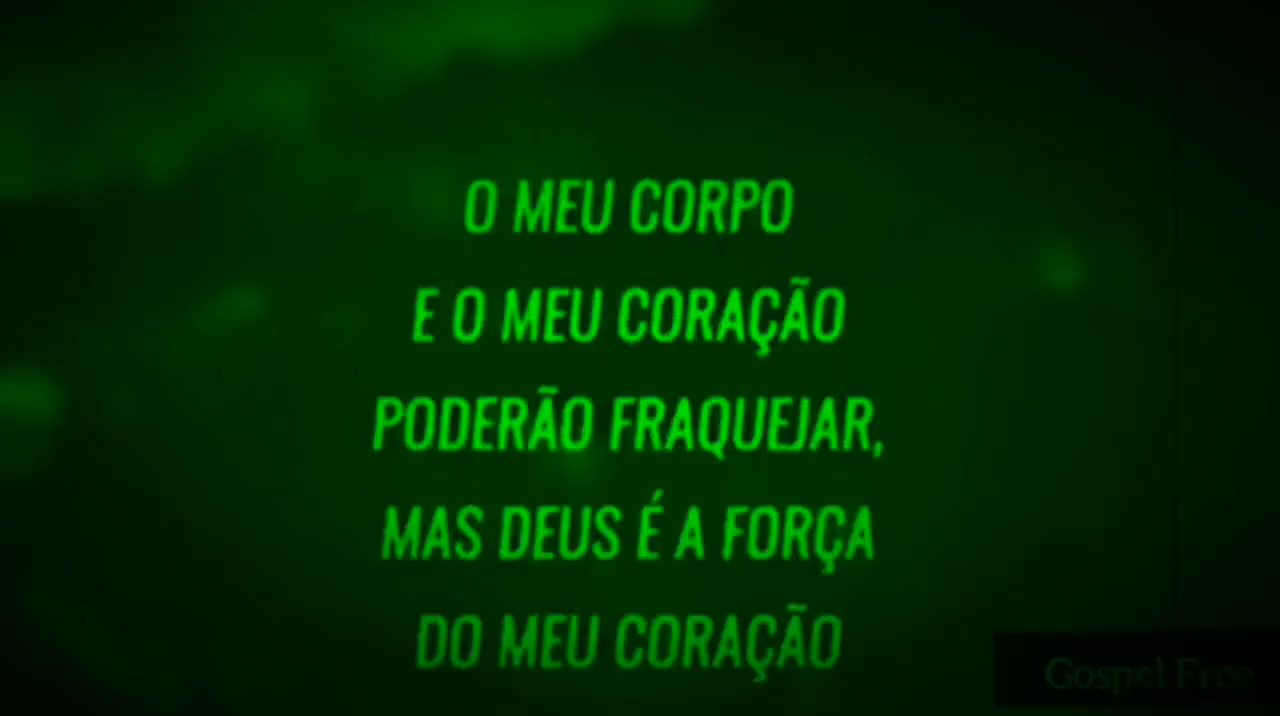 O MEU CORPO
E O MEU CORAÇÃO
PODERÃO FRAQUEJAR,
MAS DEUS É A FORÇA
DO MEU CORAÇÃO
Gospel Free